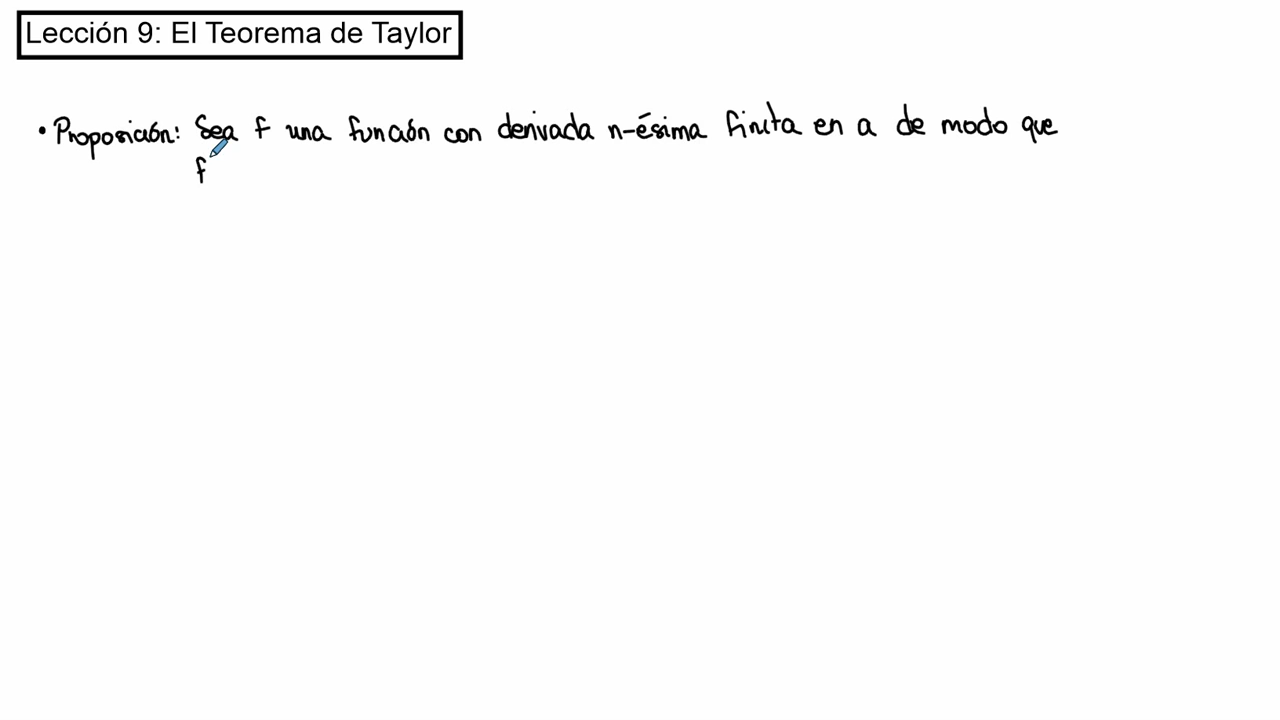 Lección 9: El Teorema de Taylor
• Proposición: Sea f una función con derivada n-ésima finita en a de modo que
f